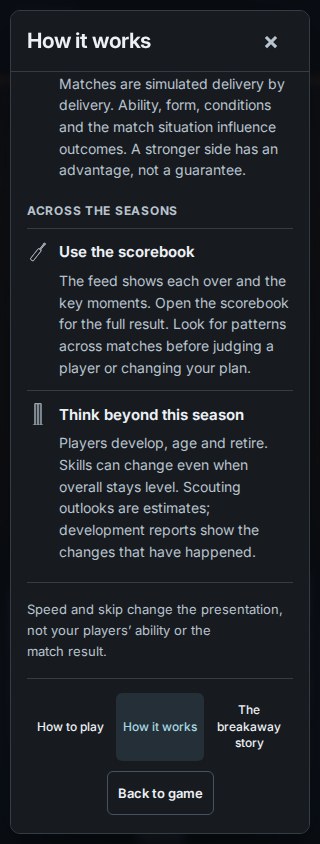 How it works
×
Matches are simulated delivery by
delivery. Ability, form, conditions
and the match situation influence
outcomes. A stronger side has an
advantage, not a guarantee.
ACROSS THE SEASONS
Use the scorebook
The feed shows each over and the
key moments. Open the scorebook
for the full result. Look for patterns
across matches before judging a
player or changing your plan.
Think beyond this season
Players develop, age and retire.
Skills can change even when
overall stays level. Scouting
outlooks are estimates;
development reports show the
changes that have happened.
Speed and skip change the presentation,
not your players’ ability or the
match result.
How to play
How it works
The
breakaway
story
Back to game